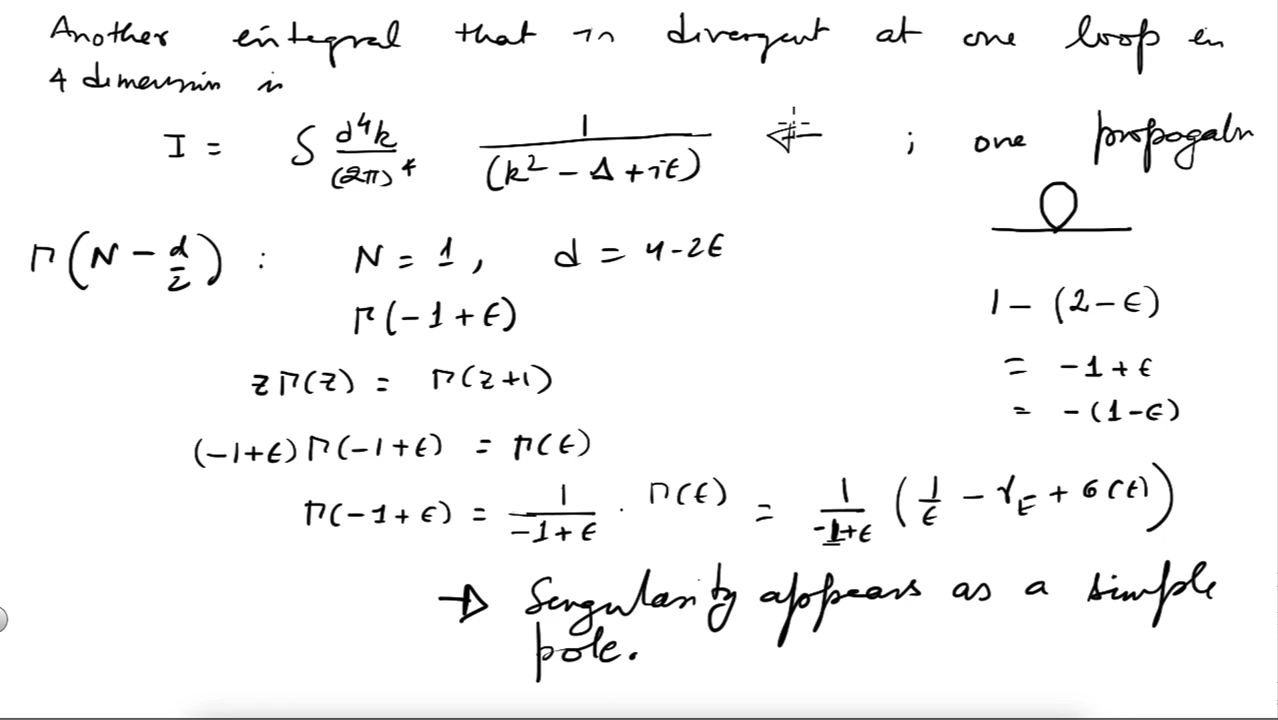 Another integral that is divergent at one loop in
4 dimension is
I = ∫ d⁴k/(2π)⁴ 1/(k² - Δ + iϵ) ⇐ ; one propogatr
Γ(N - d/2) : N = 1, d = 4-2ϵ
Γ(-1+ϵ)
1 - (2-ϵ)
= -1+ϵ
= -(1-ϵ)
zΓ(z) = Γ(z+1)
(-1+ϵ)Γ(-1+ϵ) = Γ(ϵ)
Γ(-1+ϵ) = 1/(-1+ϵ) · Γ(ϵ) = 1/(-1+ϵ) (1/ϵ - γ_E + O(ϵ))
→ Singularity appears as a simple
pole.